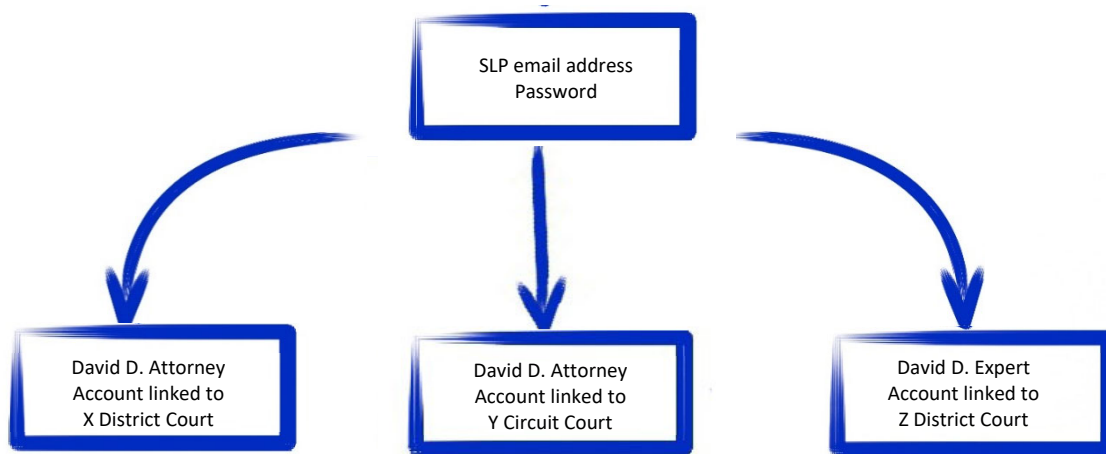 SLP email address
Password
David D. Attorney
Account linked to
X District Court
David D. Attorney
Account linked to
Y Circuit Court
David D. Expert
Account linked to
Z District Court